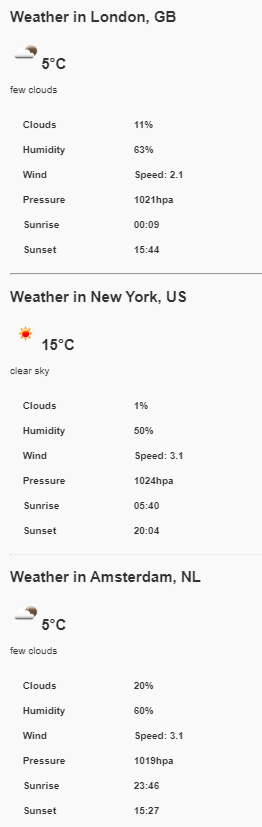 Weather in London, GB
5°C
few clouds
Clouds 11%
Humidity 63%
Wind Speed: 2.1
Pressure 1021hpa
Sunrise 00:09
Sunset 15:44
Weather in New York, US
15°C
clear sky
Clouds 1%
Humidity 50%
Wind Speed: 3.1
Pressure 1024hpa
Sunrise 05:40
Sunset 20:04
Weather in Amsterdam, NL
5°C
few clouds
Clouds 20%
Humidity 60%
Wind Speed: 3.1
Pressure 1019hpa
Sunrise 23:46
Sunset 15:27